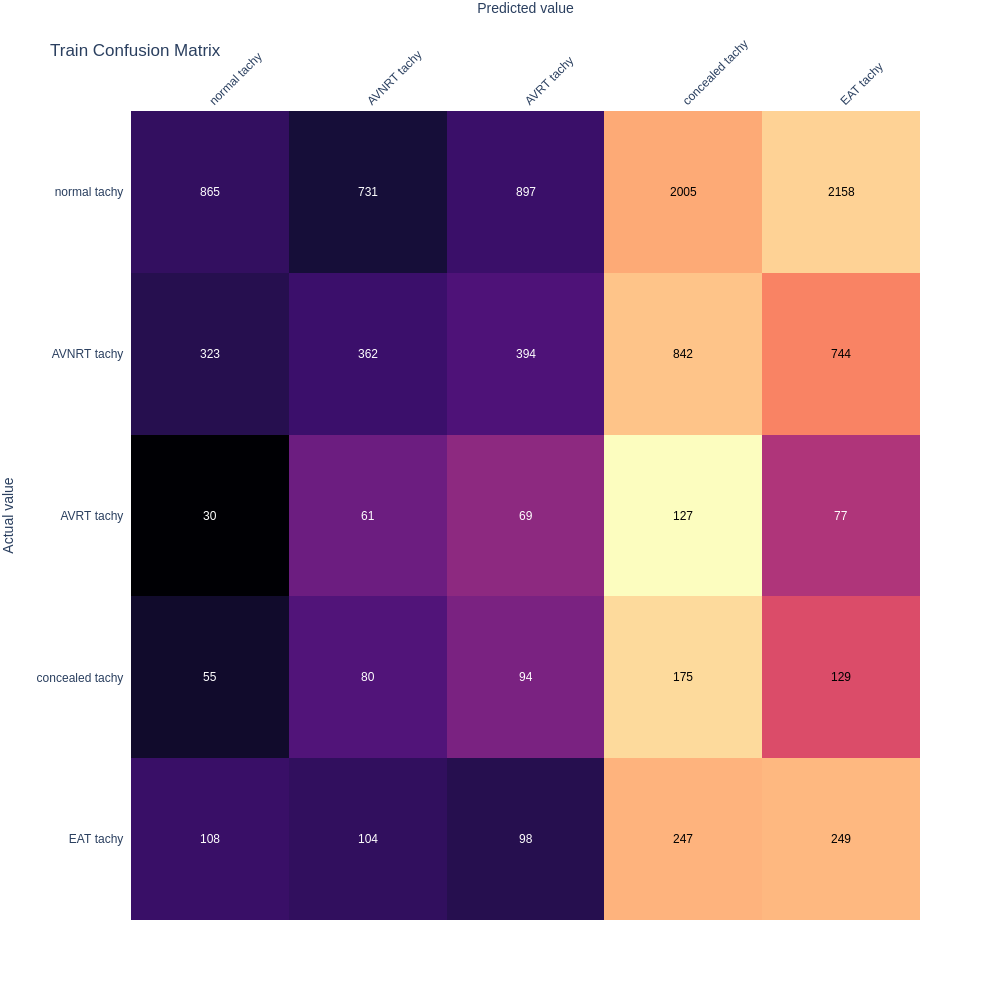 Predicted value
Train Confusion Matrix
normal tachy
AVNRT tachy
AVRT tachy
concealed tachy
EAT tachy
Actual value
normal tachy 865 731 897 2005 2158
AVNRT tachy 323 362 394 842 744
AVRT tachy 30 61 69 127 77
concealed tachy 55 80 94 175 129
EAT tachy 108 104 98 247 249